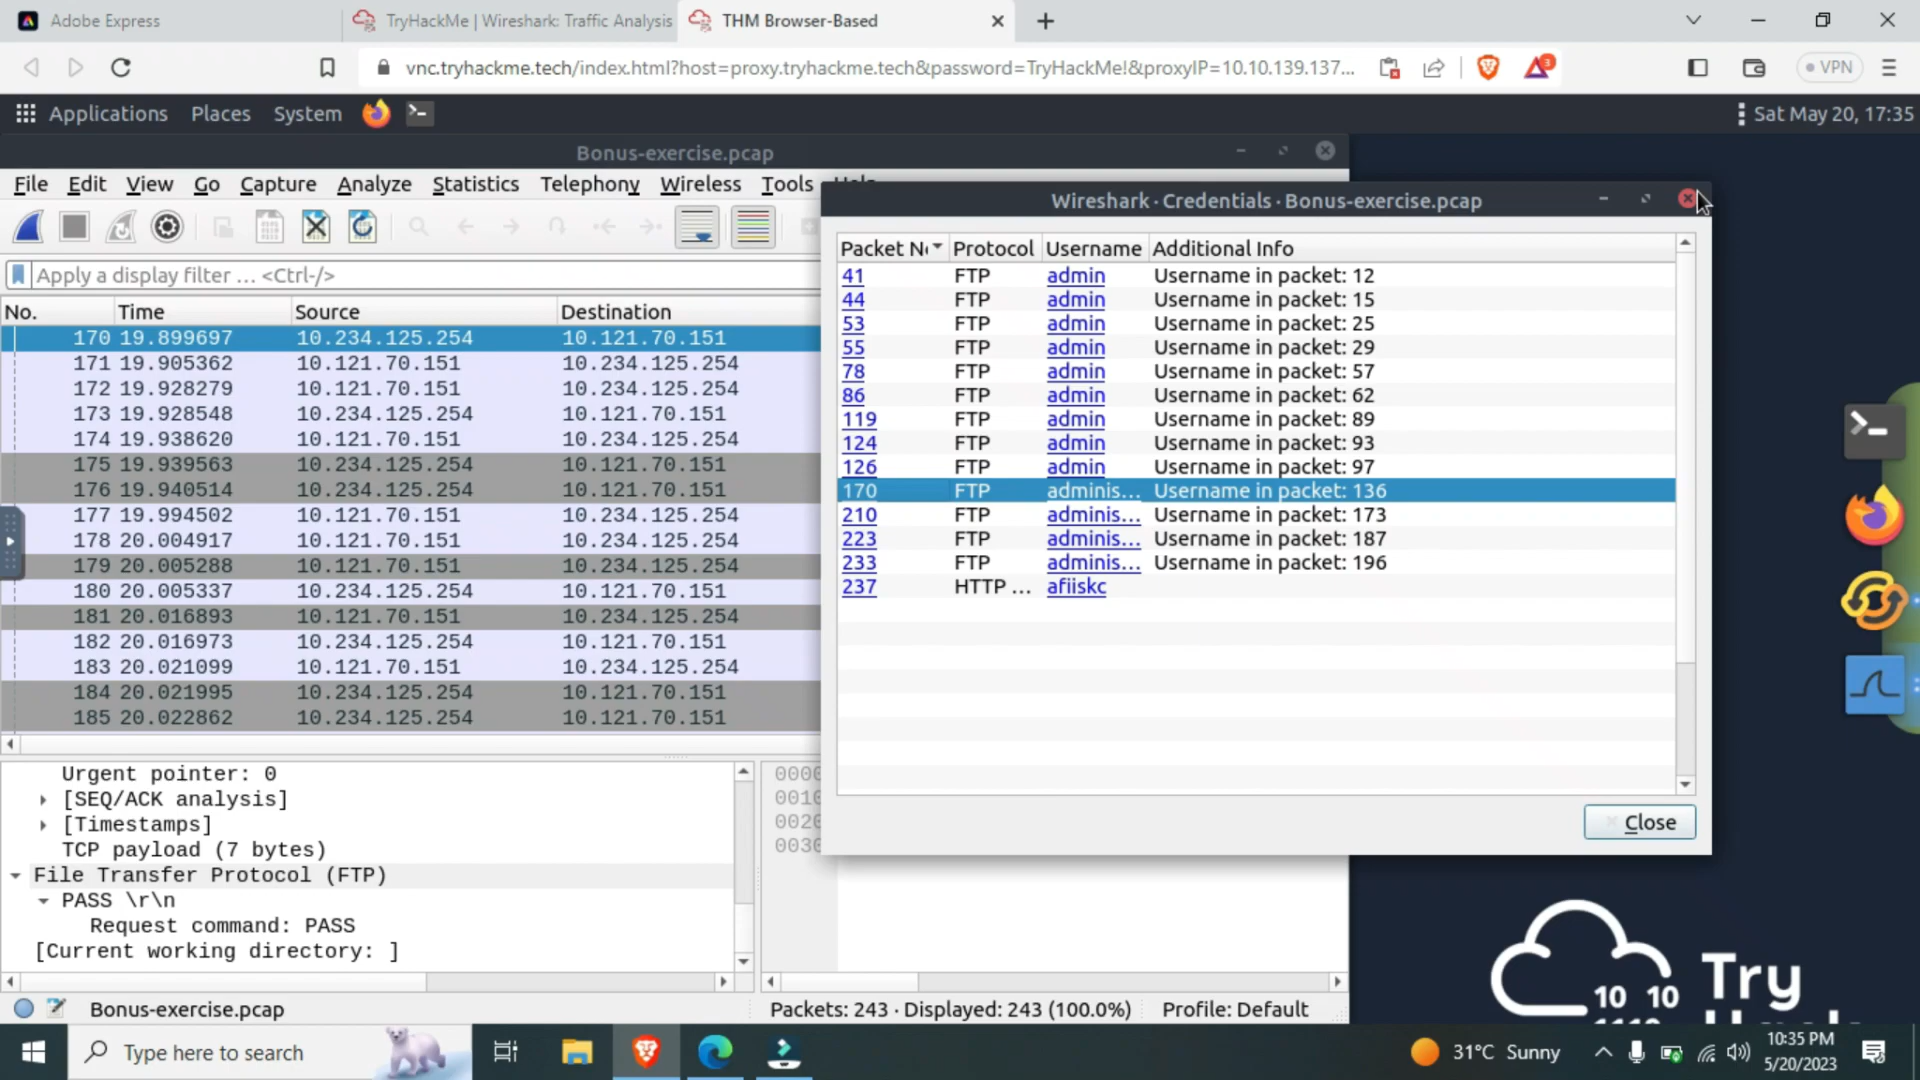 Adobe Express
TryHackMe | Wireshark: Traffic Analysis
THM Browser-Based
vnc.tryhackme.tech/index.html?host=proxy.tryhackme.tech&password=TryHackMe!&proxyIP=10.10.139.137...
3
VPN
Applications Places System
Sat May 20, 17:35
Bonus-exercise.pcap
File Edit View Go Capture Analyze Statistics Telephony Wireless Tools
Wireshark · Credentials · Bonus-exercise.pcap
Apply a display filter … <Ctrl-/>
No. Time Source Destination
170 19.899697 10.234.125.254 10.121.70.151
171 19.905362 10.121.70.151 10.234.125.254
172 19.928279 10.121.70.151 10.234.125.254
173 19.928548 10.234.125.254 10.121.70.151
174 19.938620 10.121.70.151 10.234.125.254
175 19.939563 10.234.125.254 10.121.70.151
176 19.940514 10.234.125.254 10.121.70.151
177 19.994502 10.121.70.151 10.234.125.254
178 20.004917 10.121.70.151 10.234.125.254
179 20.005288 10.234.125.254 10.121.70.151
180 20.005337 10.121.70.151 10.234.125.254
181 20.016893 10.121.70.151 10.234.125.254
182 20.016973 10.234.125.254 10.121.70.151
183 20.021099 10.121.70.151 10.234.125.254
184 20.021995 10.234.125.254 10.121.70.151
185 20.022862 10.234.125.254 10.121.70.151
Packet N Protocol Username Additional Info
41 FTP admin Username in packet: 12
44 FTP admin Username in packet: 15
53 FTP admin Username in packet: 25
55 FTP admin Username in packet: 29
78 FTP admin Username in packet: 57
86 FTP admin Username in packet: 62
119 FTP admin Username in packet: 89
124 FTP admin Username in packet: 93
126 FTP admin Username in packet: 97
170 FTP adminis… Username in packet: 136
210 FTP adminis… Username in packet: 173
223 FTP adminis… Username in packet: 187
233 FTP adminis… Username in packet: 196
237 HTTP … afiiskc
Close
Urgent pointer: 0
[SEQ/ACK analysis]
[Timestamps]
TCP payload (7 bytes)
File Transfer Protocol (FTP)
PASS \r\n
Request command: PASS
[Current working directory: ]
0000
0010
0020
0030
Bonus-exercise.pcap
Packets: 243 · Displayed: 243 (100.0%)
Profile: Default
10 10
Try
Type here to search
31°C Sunny
10:35 PM
5/20/2023